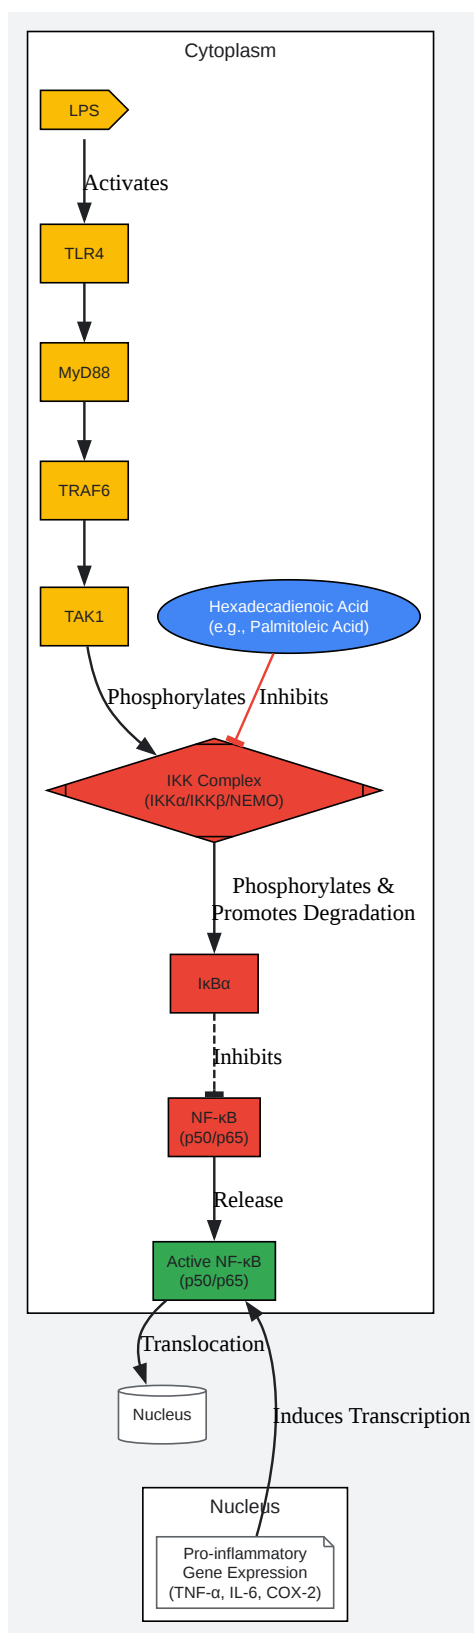 Cytoplasm
LPS
Activates
TLR4
MyD88
TRAF6
TAK1
Hexadecadienoic Acid
(e.g., Palmitoleic Acid)
Phosphorylates
Inhibits
IKK Complex
(IKKα/IKKβ/NEMO)
Phosphorylates &
Promotes Degradation
IκBα
Inhibits
NF-κB
(p50/p65)
Release
Active NF-κB
(p50/p65)
Translocation
Nucleus
Induces Transcription
Nucleus
Pro-inflammatory
Gene Expression
(TNF-α, IL-6, COX-2)